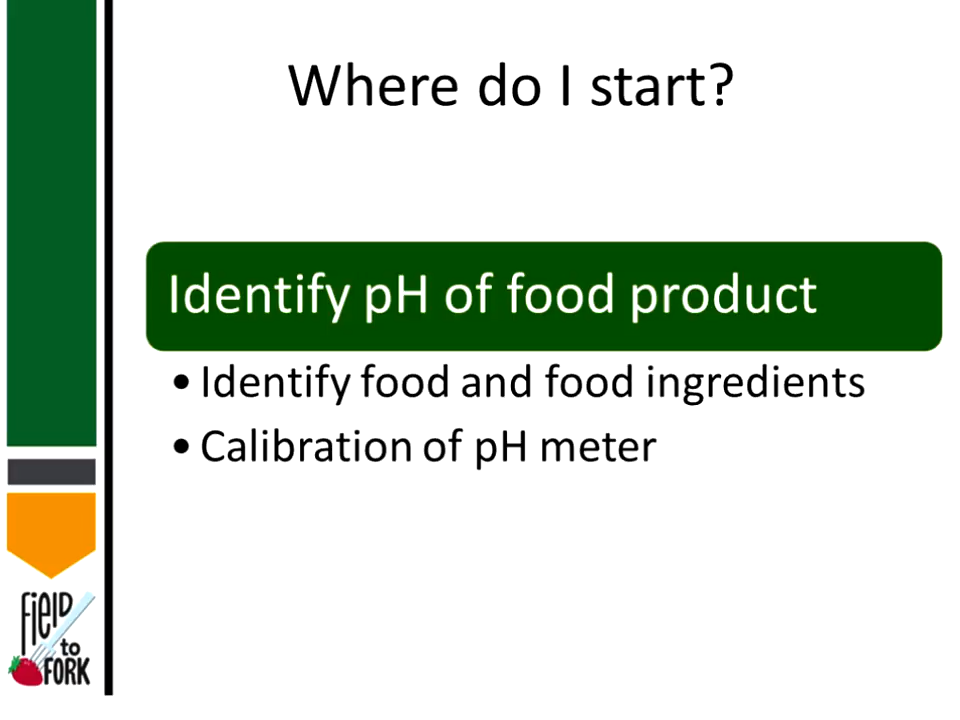 Where do I start?
Identify pH of food product
• Identify food and food ingredients
• Calibration of pH meter
FiElD
to
FORK